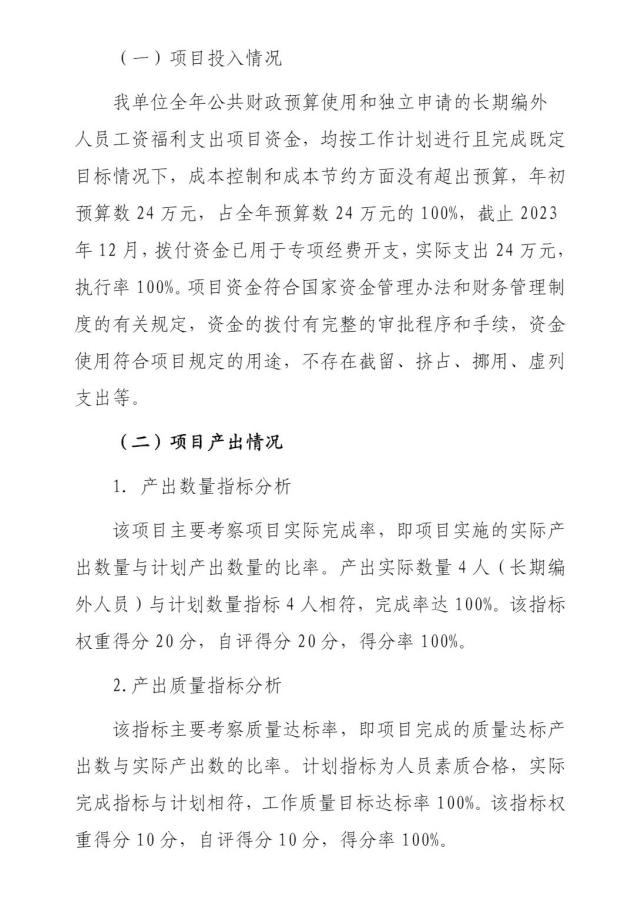 （一）项目投入情况
我单位全年公共财政预算使用和独立申请的长期编外
人员工资福利支出项目资金，均按工作计划进行且完成既定
目标情况下，成本控制和成本节约方面没有超出预算，年初
预算数 24 万元，占全年预算数 24 万元的 100%，截止 2023
年 12 月，拨付资金已用于专项经费开支，实际支出 24 万元，
执行率 100%。项目资金符合国家资金管理办法和财务管理制
度的有关规定，资金的拨付有完整的审批程序和手续，资金
使用符合项目规定的用途，不存在截留、挤占、挪用、虚列
支出等。
（二）项目产出情况
1. 产出数量指标分析
该项目主要考察项目实际完成率，即项目实施的实际产
出数量与计划产出数量的比率。产出实际数量 4 人（长期编
外人员）与计划数量指标 4 人相符，完成率达 100%。该指标
权重得分 20 分，自评得分 20 分，得分率 100%。
2.产出质量指标分析
该指标主要考察质量达标率，即项目完成的质量达标产
出数与实际产出数的比率。计划指标为人员素质合格，实际
完成指标与计划相符，工作质量目标达标率 100%。该指标权
重得分 10 分，自评得分 10 分，得分率 100%。